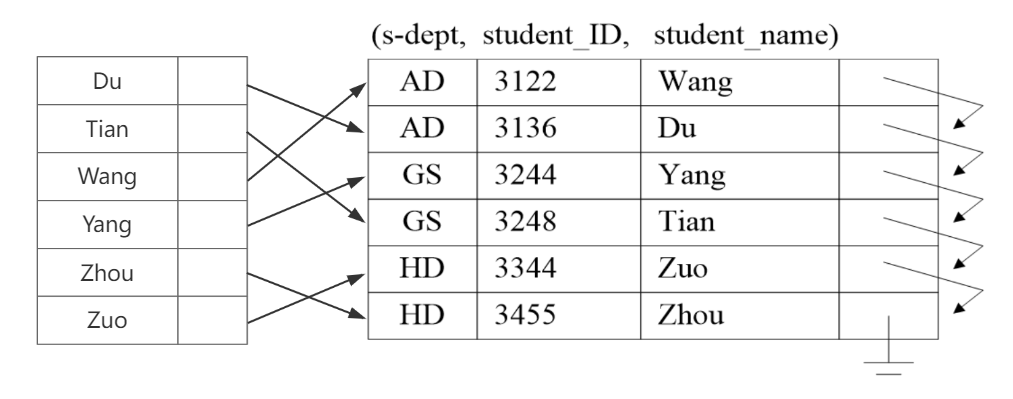 (s-dept, student_ID, student_name)
Du
Tian
Wang
Yang
Zhou
Zuo
AD 3122 Wang
AD 3136 Du
GS 3244 Yang
GS 3248 Tian
HD 3344 Zuo
HD 3455 Zhou